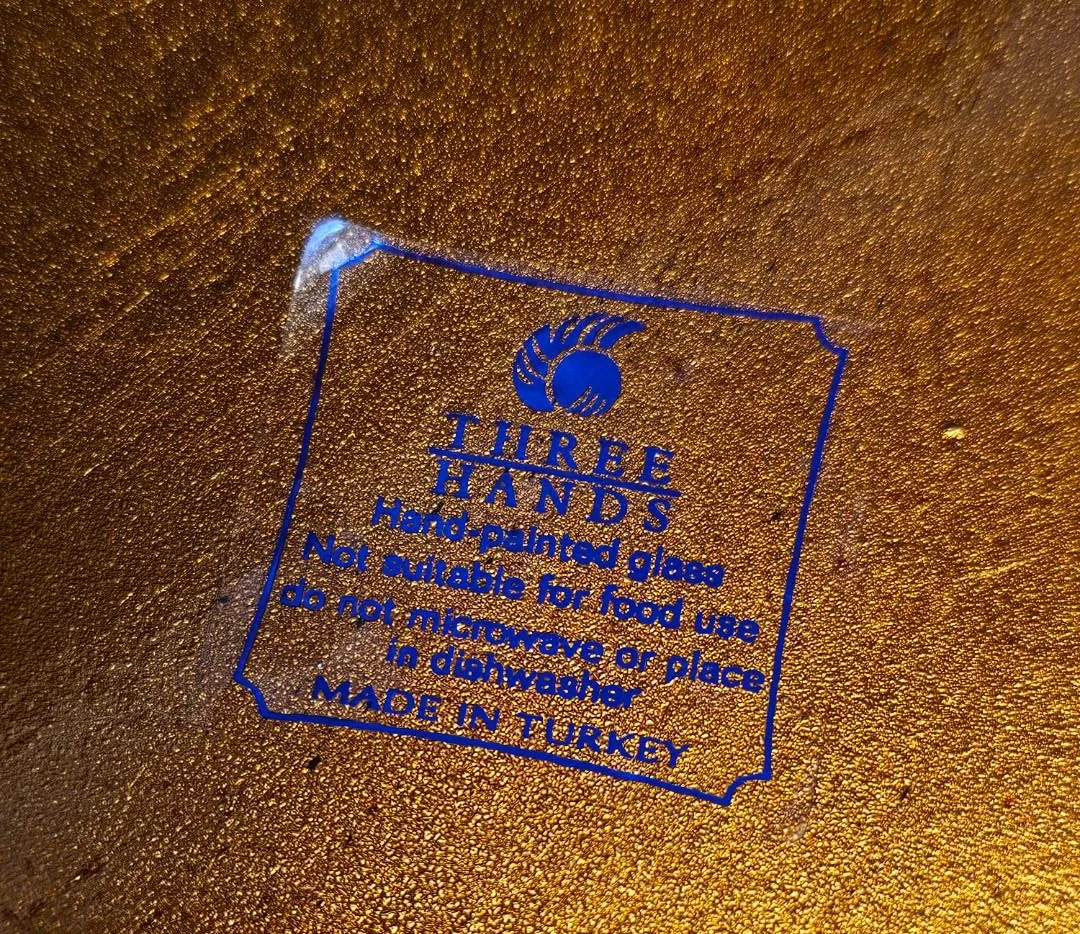 THREE
HANDS
Hand-painted glass
Not suitable for food use
do not microwave or place
in dishwasher
MADE IN TURKEY